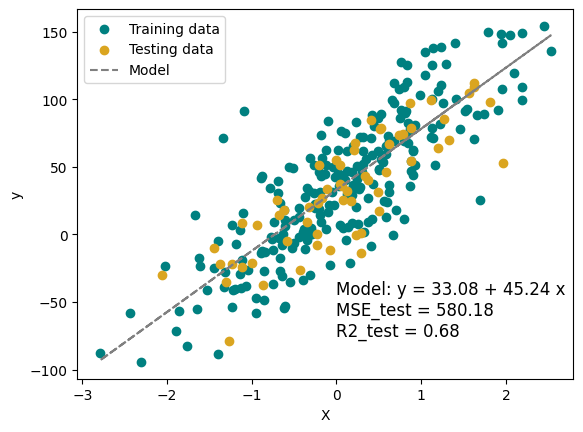 Training data
Testing data
Model
150
100
50
0
−50
−100
y
Model: y = 33.08 + 45.24 x
MSE_test = 580.18
R2_test = 0.68
−3
−2
−1
0
1
2
X